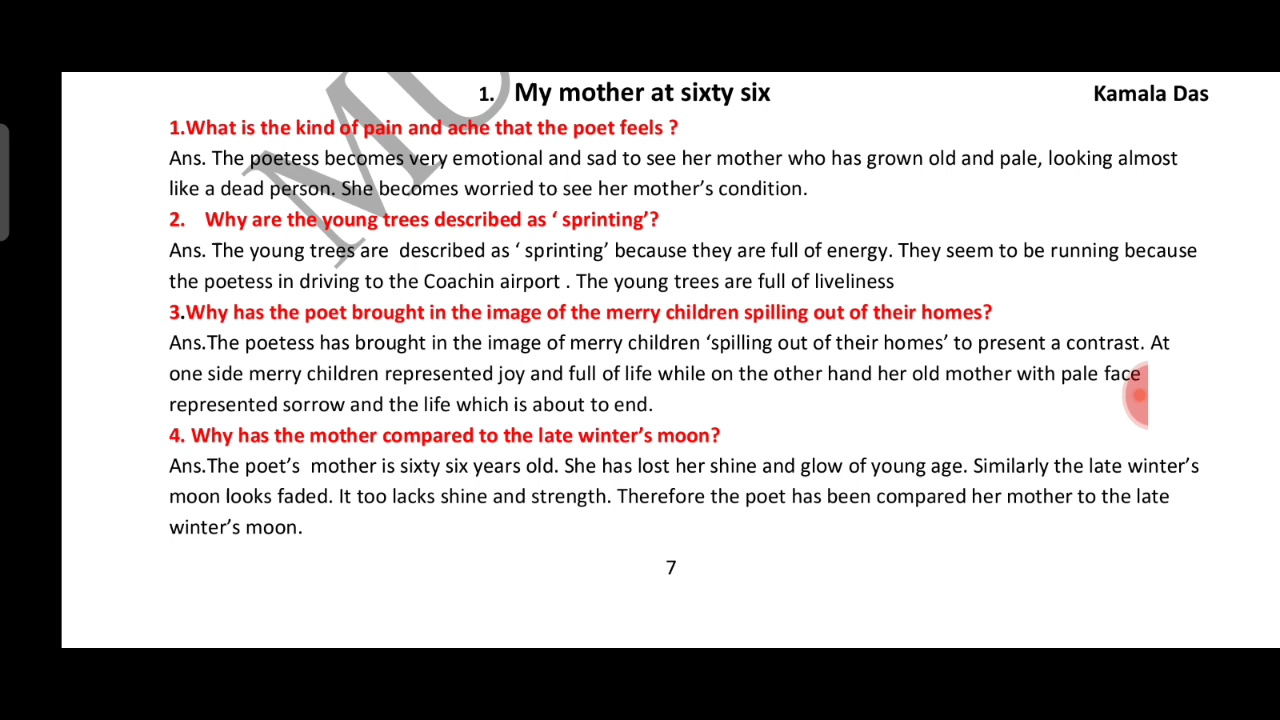 1. My mother at sixty six Kamala Das
1.What is the kind of pain and ache that the poet feels ?
Ans. The poetess becomes very emotional and sad to see her mother who has grown old and pale, looking almost
like a dead person. She becomes worried to see her mother’s condition.
2. Why are the young trees described as ‘ sprinting’?
Ans. The young trees are described as ‘ sprinting’ because they are full of energy. They seem to be running because
the poetess in driving to the Coachin airport . The young trees are full of liveliness
3.Why has the poet brought in the image of the merry children spilling out of their homes?
Ans.The poetess has brought in the image of merry children ‘spilling out of their homes’ to present a contrast. At
one side merry children represented joy and full of life while on the other hand her old mother with pale face
represented sorrow and the life which is about to end.
4. Why has the mother compared to the late winter’s moon?
Ans.The poet’s mother is sixty six years old. She has lost her shine and glow of young age. Similarly the late winter’s
moon looks faded. It too lacks shine and strength. Therefore the poet has been compared her mother to the late
winter’s moon.
7